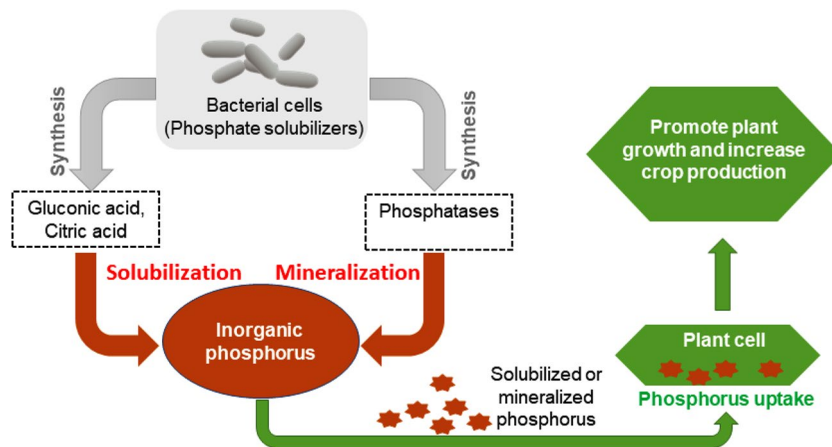 Bacterial cells
(Phosphate solubilizers)
Synthesis
Synthesis
Gluconic acid,
Citric acid
Phosphatases
Solubilization
Mineralization
Inorganic
phosphorus
Solubilized or
mineralized
phosphorus
Promote plant
growth and increase
crop production
Plant cell
Phosphorus uptake